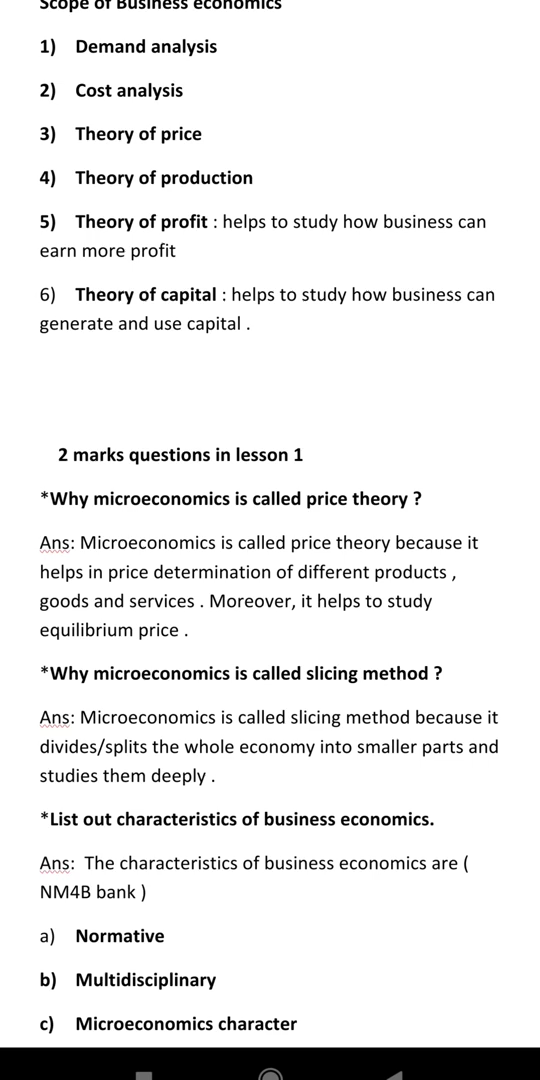 Scope of Business economics
1) Demand analysis
2) Cost analysis
3) Theory of price
4) Theory of production
5) Theory of profit : helps to study how business can
earn more profit
6) Theory of capital : helps to study how business can
generate and use capital .
2 marks questions in lesson 1
*Why microeconomics is called price theory ?
Ans: Microeconomics is called price theory because it
helps in price determination of different products ,
goods and services . Moreover, it helps to study
equilibrium price .
*Why microeconomics is called slicing method ?
Ans: Microeconomics is called slicing method because it
divides/splits the whole economy into smaller parts and
studies them deeply .
*List out characteristics of business economics.
Ans: The characteristics of business economics are (
NM4B bank )
a) Normative
b) Multidisciplinary
c) Microeconomics character